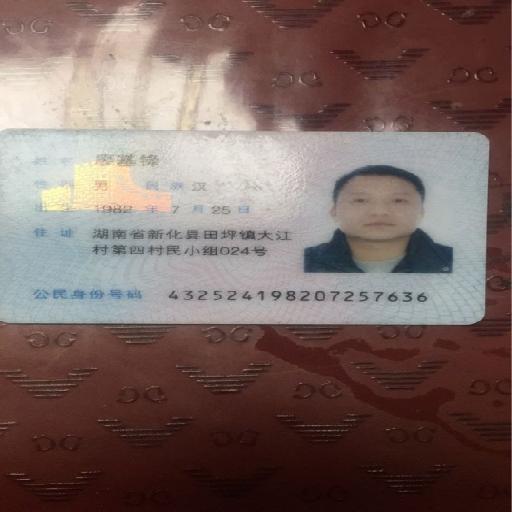 姓名 廖基锋
性别 男 民族 汉
出生 1982 年 7 月 25 日
住址 湖南省新化县田坪镇大江
村第四村民小组024号
公民身份号码 432524198207257636